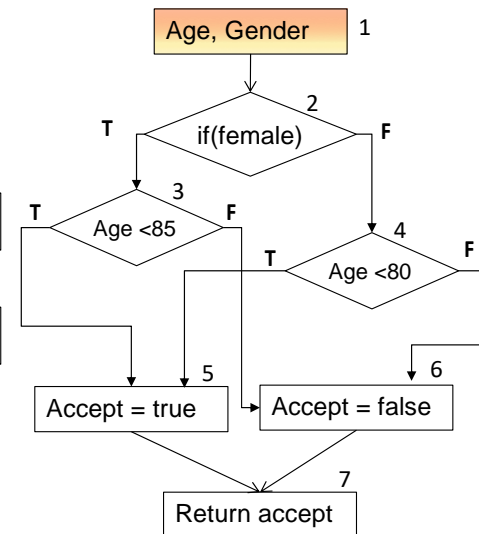 Age, Gender
1
2
T
if(female)
F
3
T
Age <85
F
4
T
Age <80
F
5
Accept = true
6
Accept = false
7
Return accept